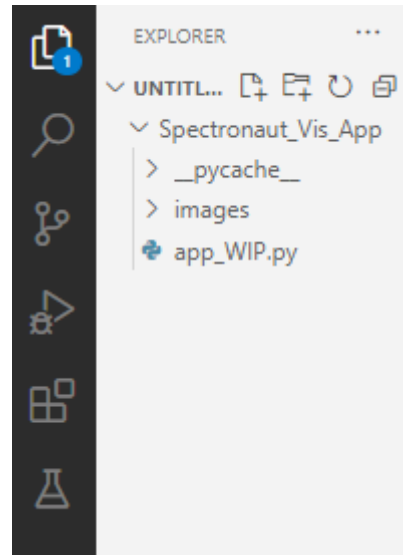 EXPLORER ...
1
UNTITL...
Spectronaut_Vis_App
__pycache__
images
app_WIP.py